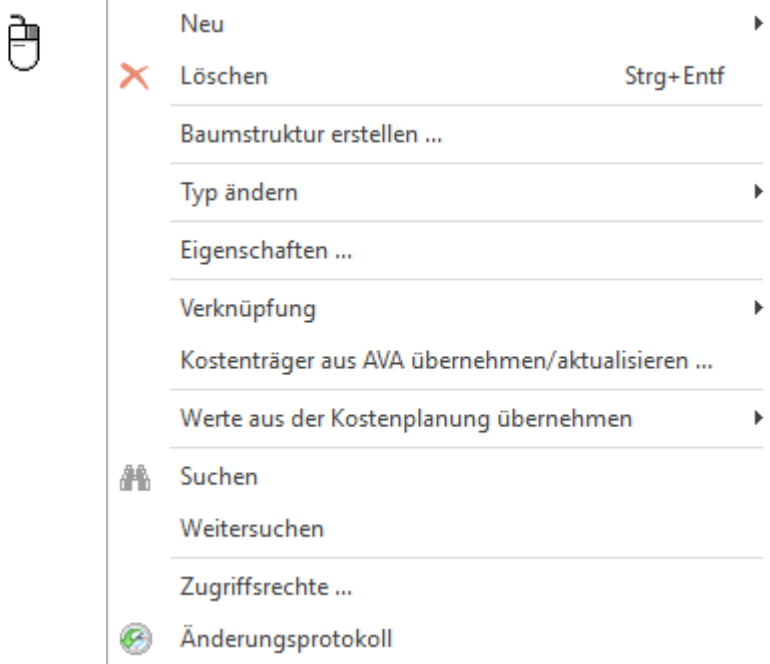 Neu
Löschen Strg+Entf
Baumstruktur erstellen ...
Typ ändern
Eigenschaften ...
Verknüpfung
Kostenträger aus AVA übernehmen/aktualisieren ...
Werte aus der Kostenplanung übernehmen
Suchen
Weitersuchen
Zugriffsrechte ...
Änderungsprotokoll